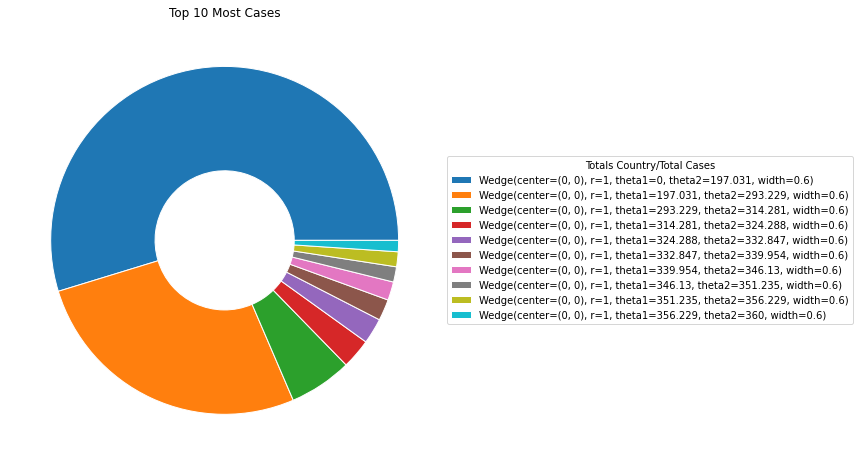 Top 10 Most Cases
Totals Country/Total Cases
Wedge(center=(0, 0), r=1, theta1=0, theta2=197.031, width=0.6)
Wedge(center=(0, 0), r=1, theta1=197.031, theta2=293.229, width=0.6)
Wedge(center=(0, 0), r=1, theta1=293.229, theta2=314.281, width=0.6)
Wedge(center=(0, 0), r=1, theta1=314.281, theta2=324.288, width=0.6)
Wedge(center=(0, 0), r=1, theta1=324.288, theta2=332.847, width=0.6)
Wedge(center=(0, 0), r=1, theta1=332.847, theta2=339.954, width=0.6)
Wedge(center=(0, 0), r=1, theta1=339.954, theta2=346.13, width=0.6)
Wedge(center=(0, 0), r=1, theta1=346.13, theta2=351.235, width=0.6)
Wedge(center=(0, 0), r=1, theta1=351.235, theta2=356.229, width=0.6)
Wedge(center=(0, 0), r=1, theta1=356.229, theta2=360, width=0.6)